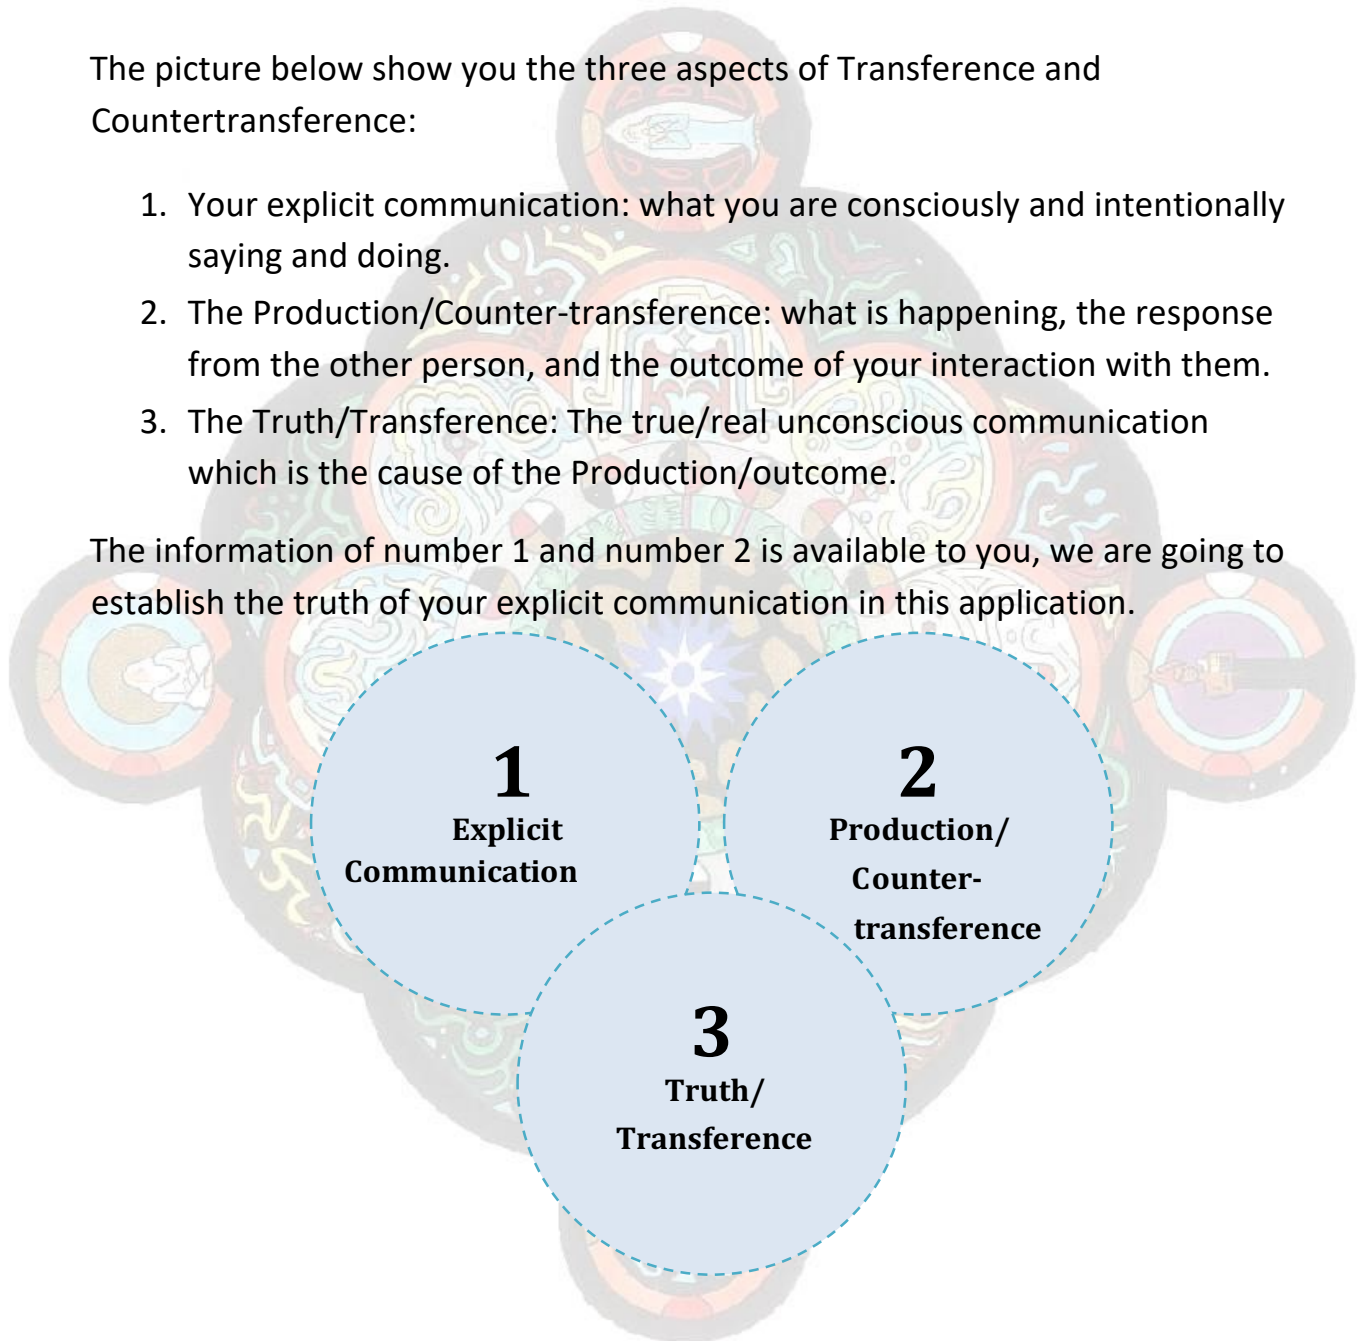 The picture below show you the three aspects of Transference and
Countertransference:
1. Your explicit communication: what you are consciously and intentionally
saying and doing.
2. The Production/Counter-transference: what is happening, the response
from the other person, and the outcome of your interaction with them.
3. The Truth/Transference: The true/real unconscious communication
which is the cause of the Production/outcome.
The information of number 1 and number 2 is available to you, we are going to
establish the truth of your explicit communication in this application.
1
Explicit
Communication
2
Production/
Counter-
transference
3
Truth/
Transference